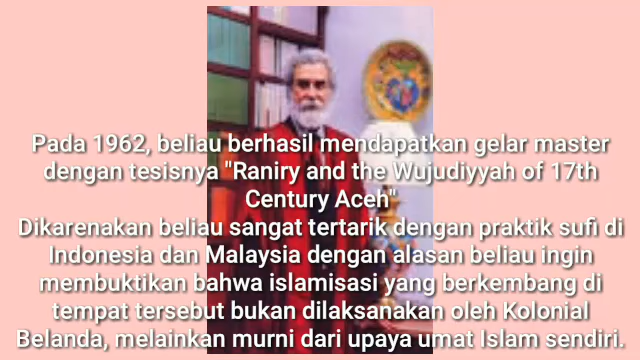 Pada 1962, beliau berhasil mendapatkan gelar master
dengan tesisnya "Raniry and the Wujudiyyah of 17th
Century Aceh"
Dikarenakan beliau sangat tertarik dengan praktik sufi di
Indonesia dan Malaysia dengan alasan beliau ingin
membuktikan bahwa islamisasi yang berkembang di
tempat tersebut bukan dilaksanakan oleh Kolonial
Belanda, melainkan murni dari upaya umat Islam sendiri.